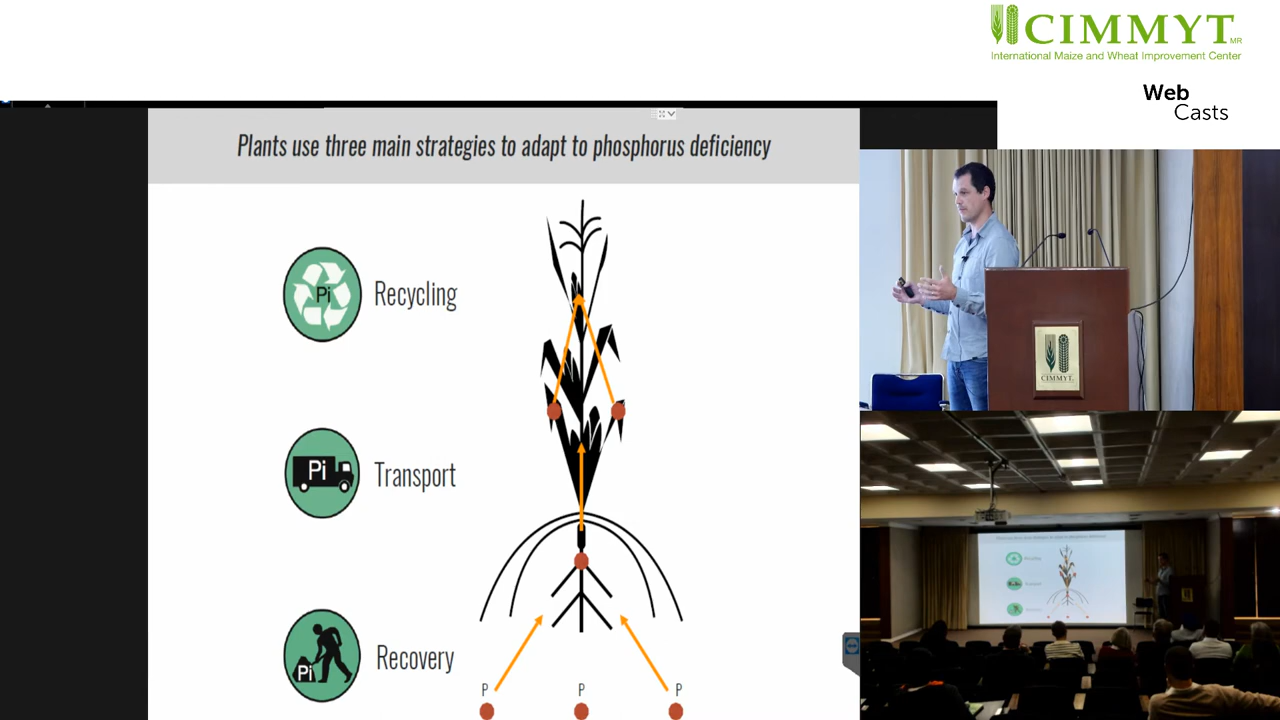 CIMMYT MR
International Maize and Wheat Improvement Center
Web
Casts
Plants use three main strategies to adapt to phosphorus deficiency
Pi
Recycling
Pi
Transport
Pi
Recovery
P
P
P
CIMMYT